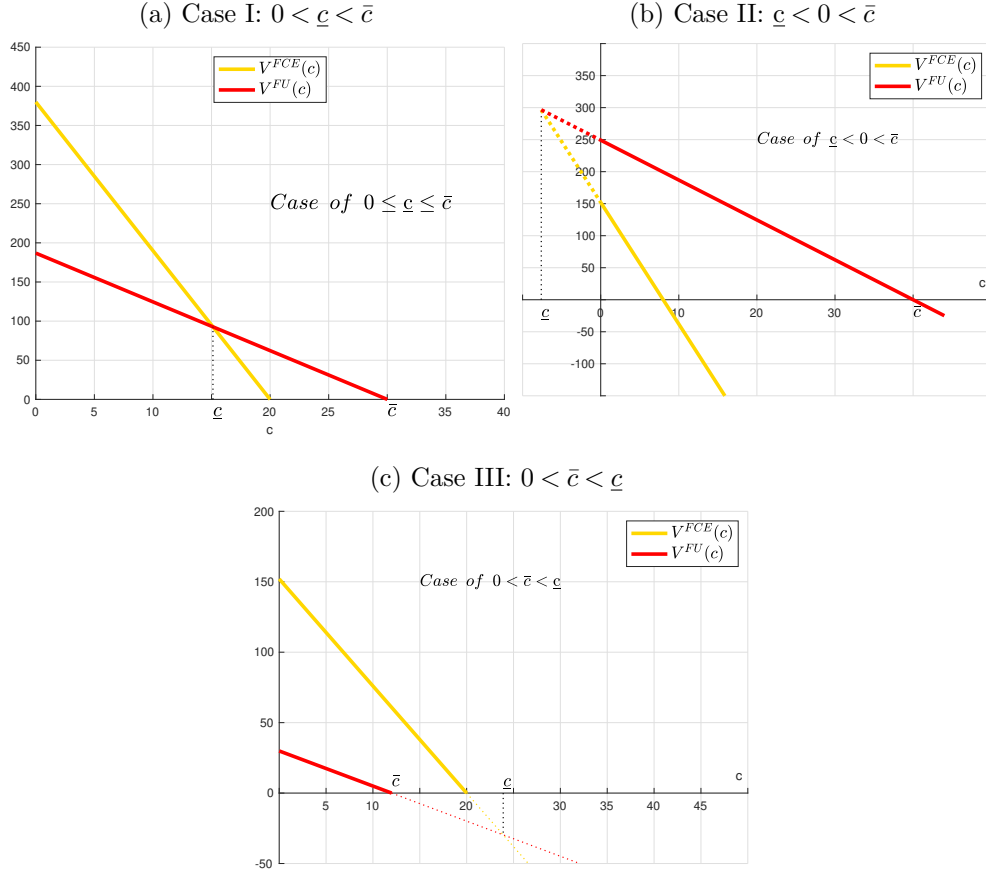 (a) Case I: 0 < c̲ < c̄
450
400
350
300
250
200
150
100
50
0
V^{FCE}(c)
V^{FU}(c)
Case of 0 ≤ c̲ ≤ c̄
0 5 10 c̲ 20 25 c̄ 35 40
c
(b) Case II: c̲ < 0 < c̄
350
300
250
200
150
100
50
-50
-100
V^{FCE}(c)
V^{FU}(c)
Case of c̲ < 0 < c̄
c
c̲ 10 20 30 c̄
(c) Case III: 0 < c̄ < c̲
200
150
100
50
0
-50
V^{FCE}(c)
V^{FU}(c)
Case of 0 < c̄ < c̲
c̄ c̲ c
5 10 15 20 25 30 35 40 45